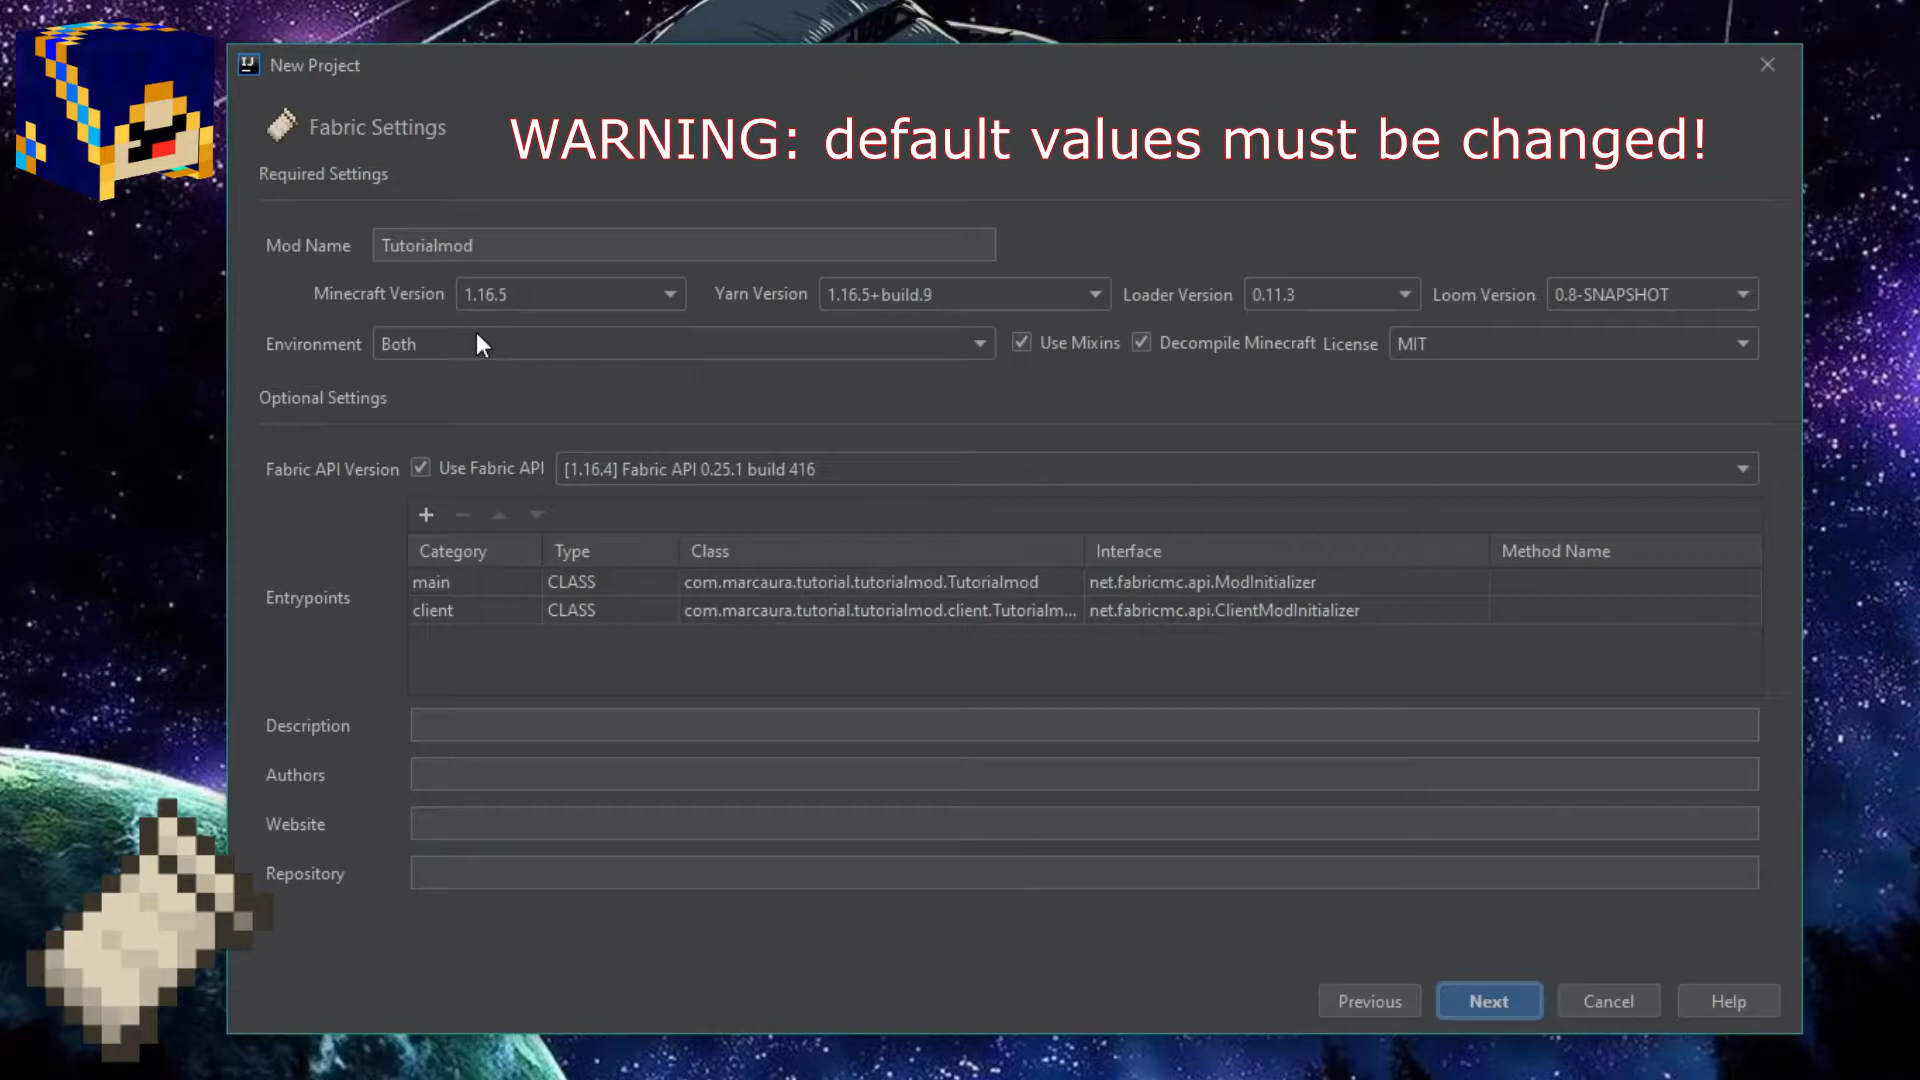 IJ New Project
Fabric Settings
WARNING: default values must be changed!
Required Settings
Mod Name Tutorialmod
Minecraft Version 1.16.5 Yarn Version 1.16.5+build.9 Loader Version 0.11.3 Loom Version 0.8-SNAPSHOT
Environment Both Use Mixins Decompile Minecraft License MIT
Optional Settings
Fabric API Version Use Fabric API [1.16.4] Fabric API 0.25.1 build 416
Category Type Class Interface Method Name
main CLASS com.marcaura.tutorial.tutorialmod.Tutorialmod net.fabricmc.api.ModInitializer
Entrypoints
client CLASS com.marcaura.tutorial.tutorialmod.client.Tutorialm... net.fabricmc.api.ClientModInitializer
Description
Authors
Website
Repository
Previous Next Cancel Help